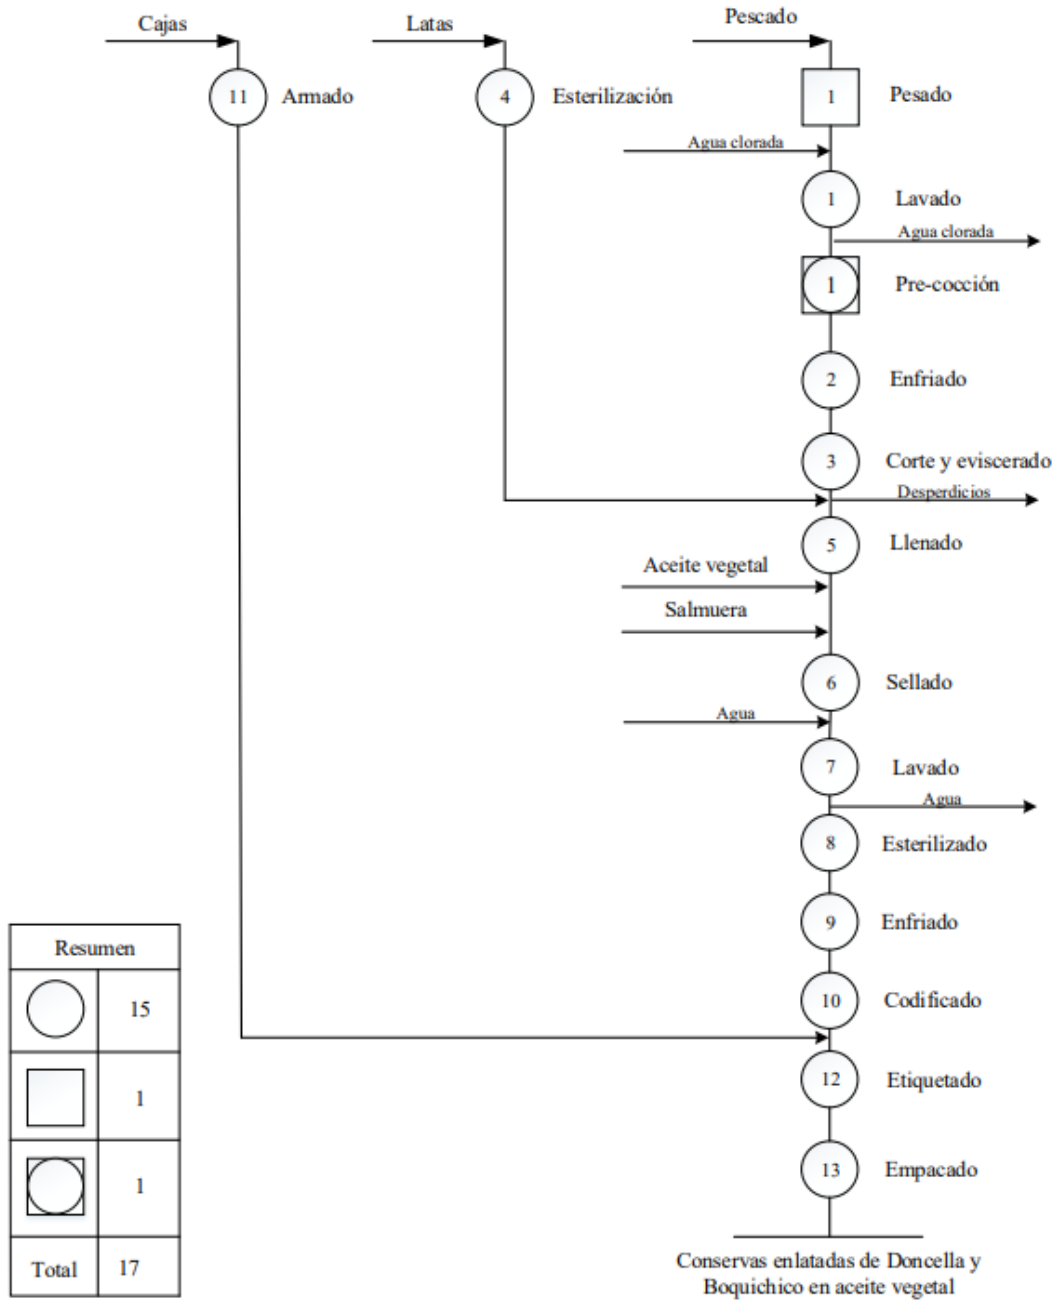 Cajas
Latas
Pescado
11
Armado
4
Esterilización
1
Pesado
Agua clorada
1
Lavado
Agua clorada
1
Pre-cocción
2
Enfriado
3
Corte y eviscerado
Desperdicios
5
Llenado
Aceite vegetal
Salmuera
6
Sellado
Agua
7
Lavado
Agua
8
Esterilizado
9
Enfriado
10
Codificado
12
Etiquetado
13
Empacado
Conservas enlatadas de Doncella y
Boquichico en aceite vegetal
Resumen
15
1
1
Total 17